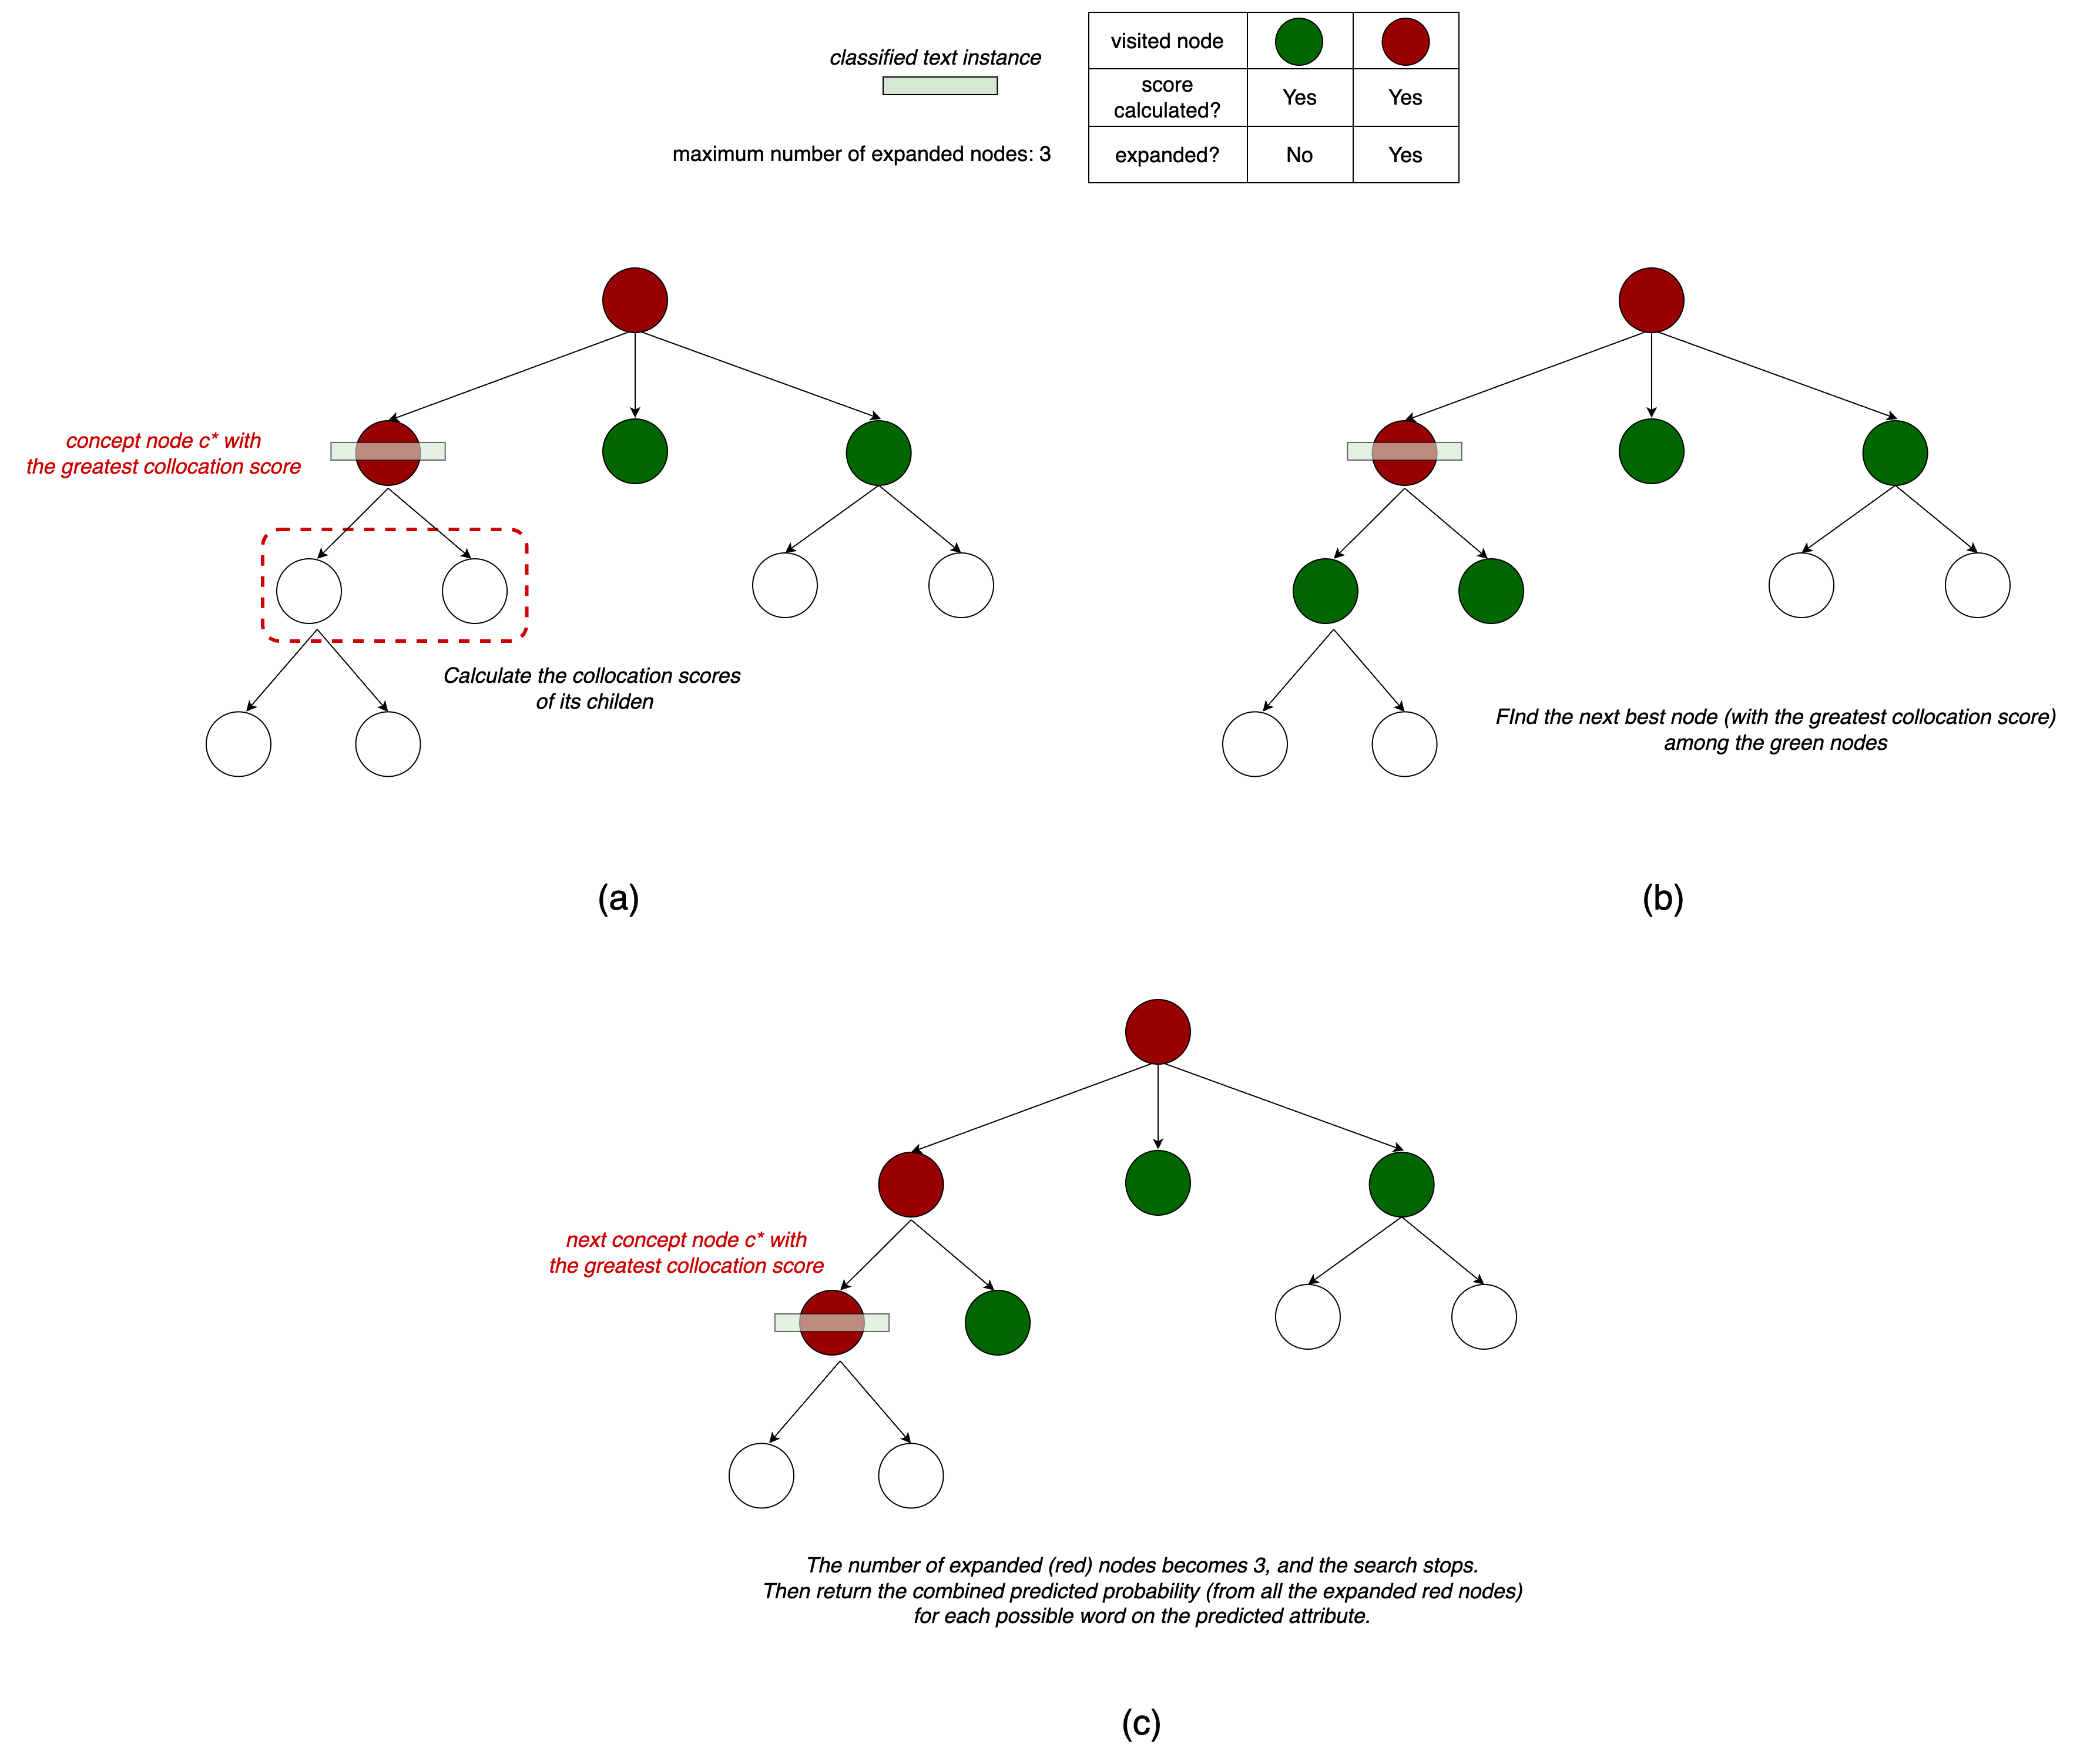 classified text instance
maximum number of expanded nodes: 3
visited node
score
calculated?
Yes
Yes
expanded?
No
Yes
concept node c* with
the greatest collocation score
Calculate the collocation scores
of its childen
(a)
FInd the next best node (with the greatest collocation score)
among the green nodes
(b)
next concept node c* with
the greatest collocation score
The number of expanded (red) nodes becomes 3, and the search stops.
Then return the combined predicted probability (from all the expanded red nodes)
for each possible word on the predicted attribute.
(c)